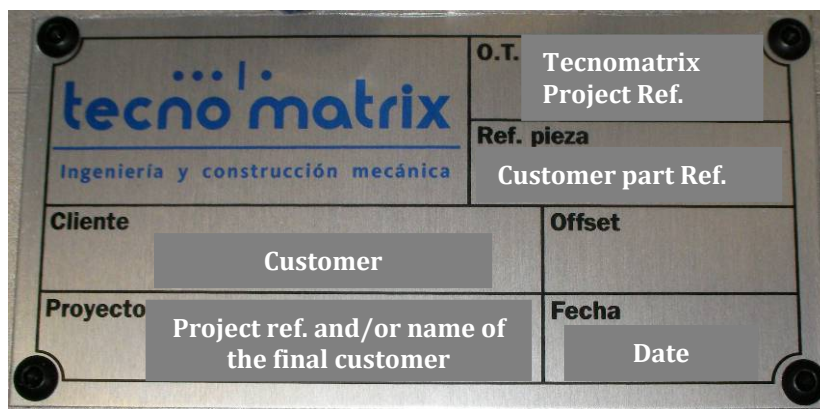 tecnomatrix
Ingeniería y construcción mecánica
O.T.
Tecnomatrix
Project Ref.
Ref. pieza
Customer part Ref.
Cliente
Customer
Offset
Proyecto
Project ref. and/or name of
the final customer
Fecha
Date